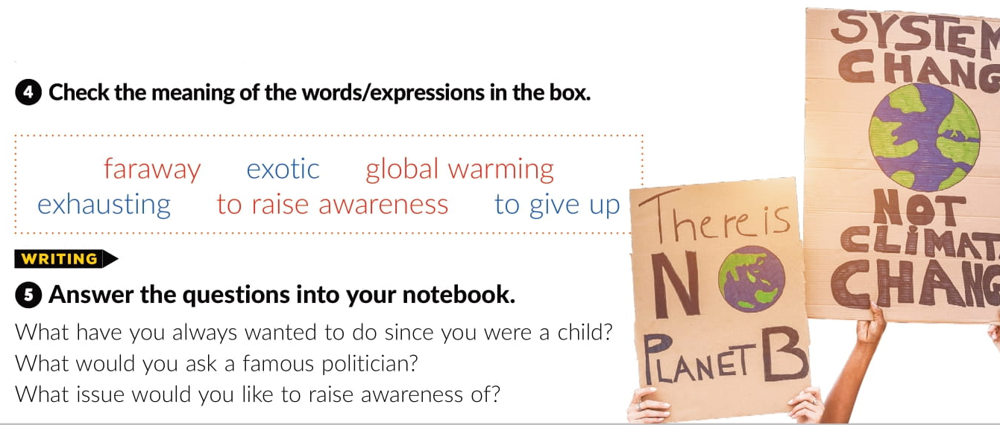 4 Check the meaning of the words/expressions in the box.
faraway exotic global warming
exhausting to raise awareness to give up
WRITING
5 Answer the questions into your notebook.
What have you always wanted to do since you were a child?
What would you ask a famous politician?
What issue would you like to raise awareness of?
There is
NO
PLANET B
SYSTEM
CHANG
NOT
CLIMAT
CHANG